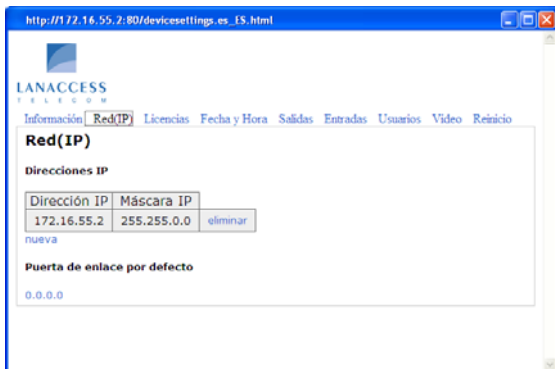 http://172.16.55.2:80/devicesettings.es_ES.html
LANACCESS
TELECOM
Información Red(IP) Licencias Fecha y Hora Salidas Entradas Usuarios Video Reinicio
Red(IP)
Direcciones IP
Dirección IP Máscara IP
172.16.55.2 255.255.0.0 eliminar
nueva
Puerta de enlace por defecto
0.0.0.0